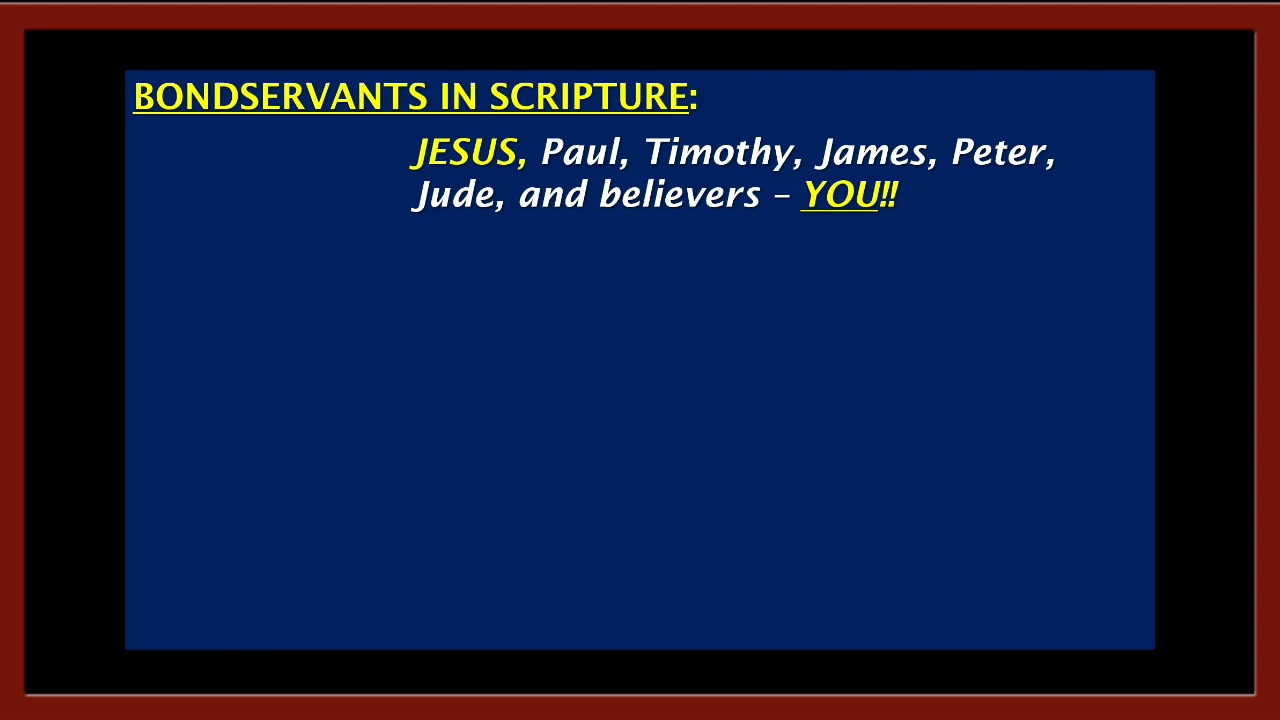 BONDSERVANTS IN SCRIPTURE:
JESUS, Paul, Timothy, James, Peter,
Jude, and believers – YOU!!